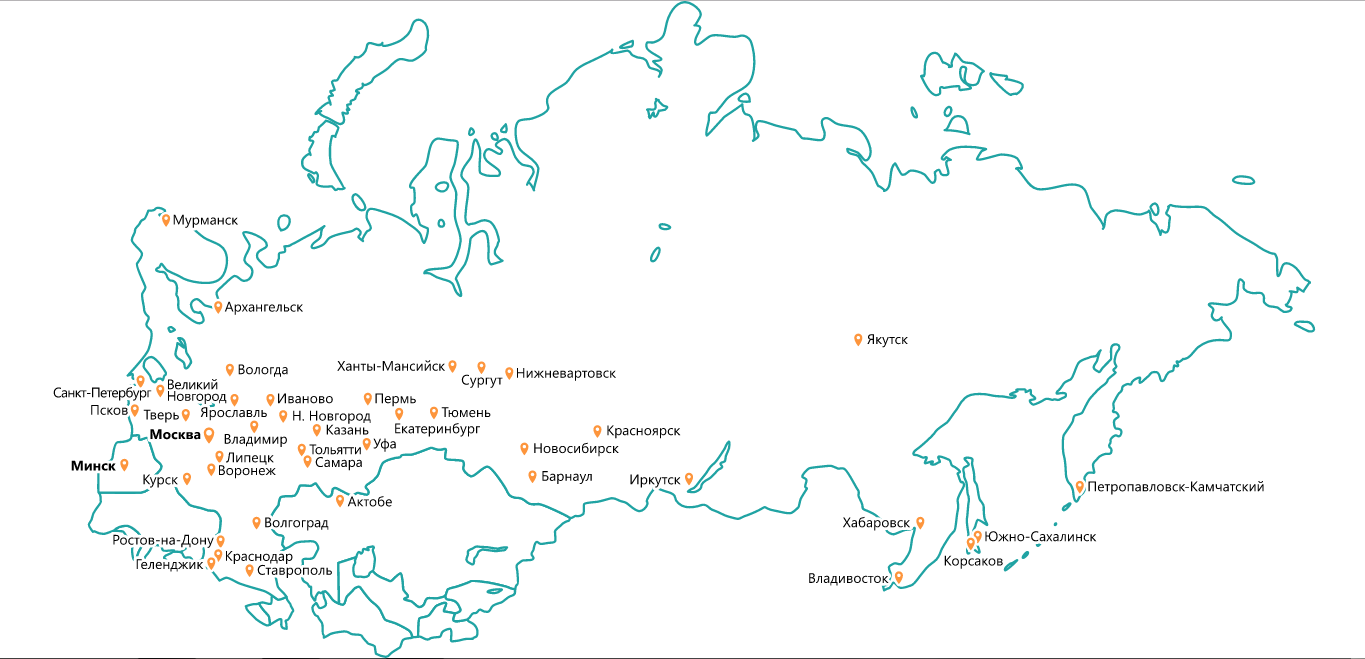 Мурманск
Архангельск
Якутск
Ханты-Мансийск
Вологда
Сургут
Нижневартовск
Санкт-Петербург
Великий
Новгород
Иваново
Пермь
Псков
Тверь
Ярославль
Н. Новгород
Тюмень
Екатеринбург
Казань
Красноярск
Москва
Владимир
Уфа
Тольятти
Новосибирск
Липецк
Самара
Минск
Воронеж
Курск
Барнаул
Иркутск
Петропавловск-Камчатский
Актобе
Волгоград
Хабаровск
Ростов-на-Дону
Южно-Сахалинск
Краснодар
Корсаков
Геленджик
Ставрополь
Владивосток